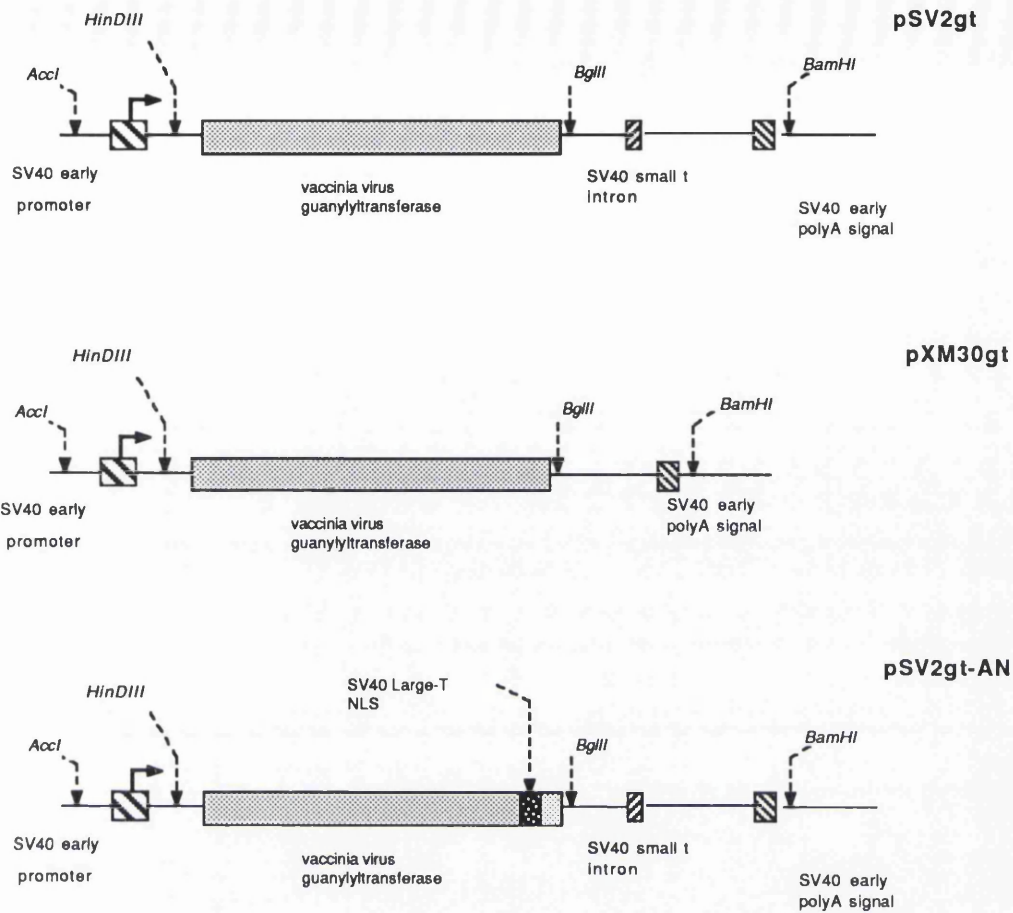 pSV2gt
HinDIII
AccI
BglII
BamHI
SV40 early
promoter
vaccinia virus
guanylyltransferase
SV40 small t
intron
SV40 early
polyA signal
pXM30gt
HinDIII
AccI
BglII
BamHI
SV40 early
promoter
vaccinia virus
guanylyltransferase
SV40 early
polyA signal
pSV2gt-AN
HinDIII
SV40 Large-T
NLS
AccI
BglII
BamHI
SV40 early
promoter
vaccinia virus
guanylyltransferase
SV40 small t
intron
SV40 early
polyA signal